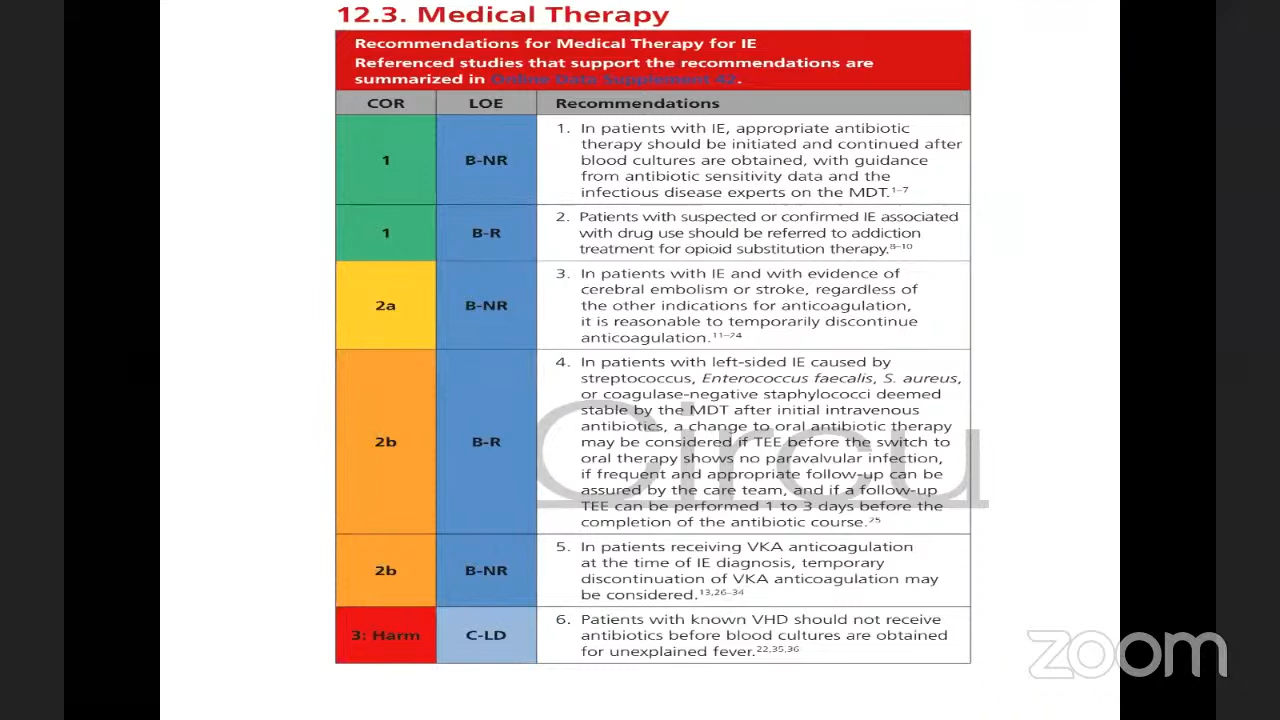 12.3. Medical Therapy
Recommendations for Medical Therapy for IE
Referenced studies that support the recommendations are
summarized in Online Data Supplement 42.
COR LOE Recommendations
1 B-NR 1. In patients with IE, appropriate antibiotic
therapy should be initiated and continued after
blood cultures are obtained, with guidance
from antibiotic sensitivity data and the
infectious disease experts on the MDT.1–7
1 B-R 2. Patients with suspected or confirmed IE associated
with drug use should be referred to addiction
treatment for opioid substitution therapy.8–10
2a B-NR 3. In patients with IE and with evidence of
cerebral embolism or stroke, regardless of
the other indications for anticoagulation,
it is reasonable to temporarily discontinue
anticoagulation.11–24
2b B-R 4. In patients with left-sided IE caused by
streptococcus, Enterococcus faecalis, S. aureus,
or coagulase-negative staphylococci deemed
stable by the MDT after initial intravenous
antibiotics, a change to oral antibiotic therapy
may be considered if TEE before the switch to
oral therapy shows no paravalvular infection,
if frequent and appropriate follow-up can be
assured by the care team, and if a follow-up
TEE can be performed 1 to 3 days before the
completion of the antibiotic course.25
2b B-NR 5. In patients receiving VKA anticoagulation
at the time of IE diagnosis, temporary
discontinuation of VKA anticoagulation may
be considered.13,26–34
3: Harm C-LD 6. Patients with known VHD should not receive
antibiotics before blood cultures are obtained
for unexplained fever.22,35,36
Circu
zoom